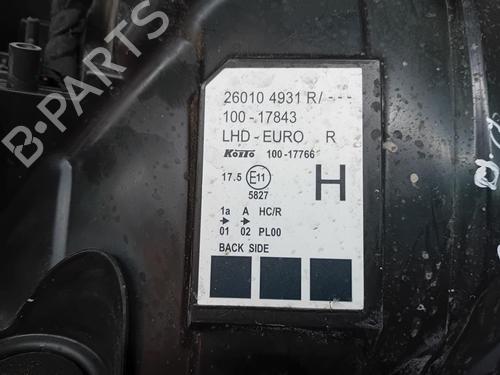 26010 4931 R/ - - -
100 - 17843
LHD - EURO R
Koito 100-17766
17.5 E11 H
5827
1a A HC/R
01 02 PL00
BACK SIDE